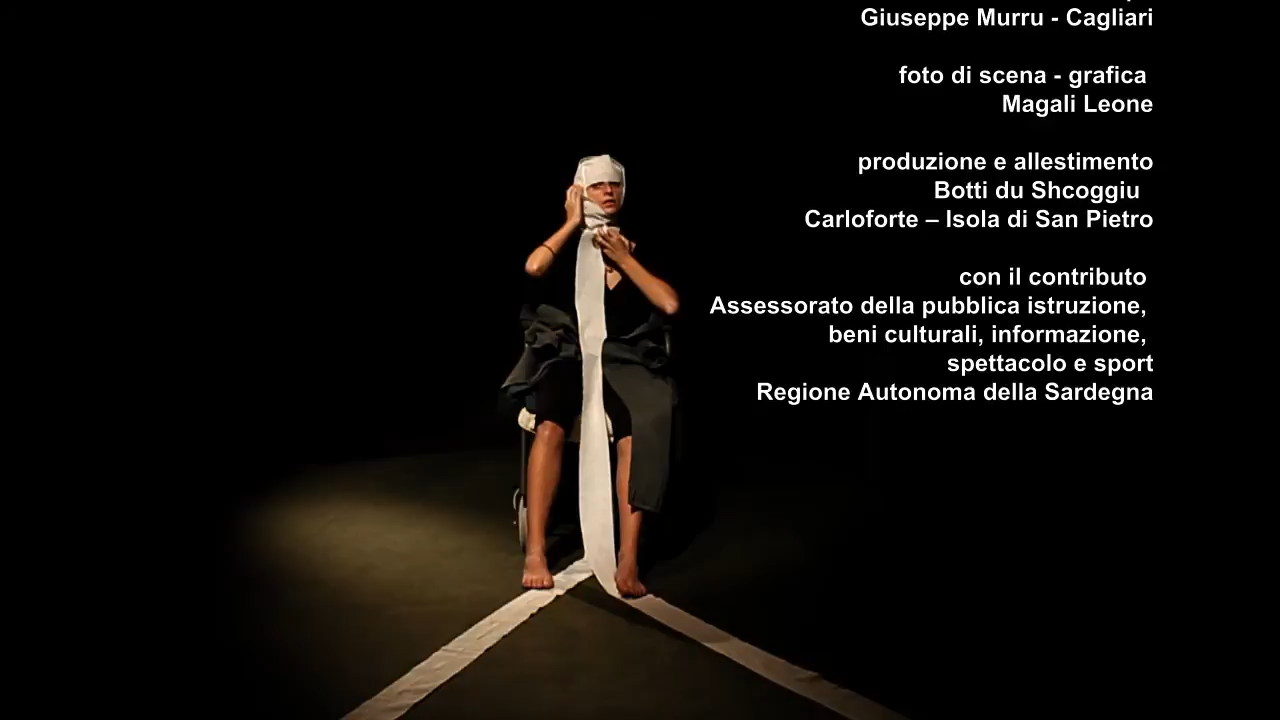 Giuseppe Murru - Cagliari
foto di scena - grafica
Magali Leone
produzione e allestimento
Botti du Shcoggiu
Carloforte – Isola di San Pietro
con il contributo
Assessorato della pubblica istruzione,
beni culturali, informazione,
spettacolo e sport
Regione Autonoma della Sardegna